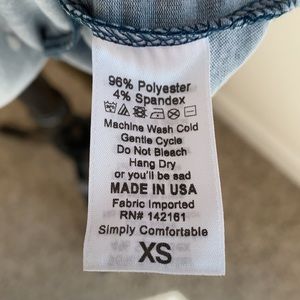 96% Polyester
4% Spandex
Machine Wash Cold
Gentle Cycle
Do Not Bleach
Hang Dry
or you'll be sad
MADE IN USA
Fabric Imported
RN# 142161
Simply Comfortable
XS